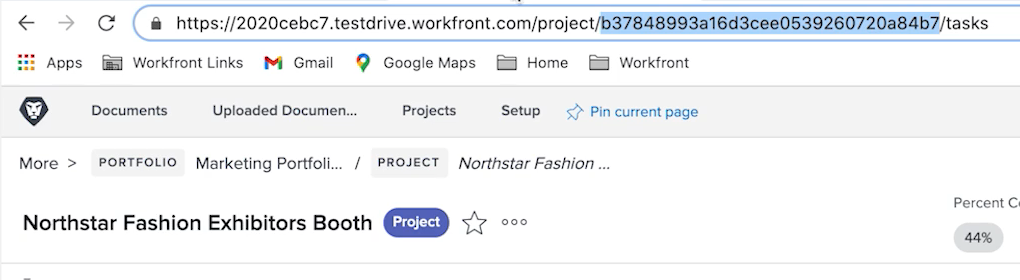 https://2020cebc7.testdrive.workfront.com/project/b37848993a16d3cee0539260720a84b7/tasks
Apps Workfront Links Gmail Google Maps Home Workfront
Documents Uploaded Documen... Projects Setup Pin current page
More > PORTFOLIO Marketing Portfoli... / PROJECT Northstar Fashion ...
Percent Co
Northstar Fashion Exhibitors Booth Project
44%